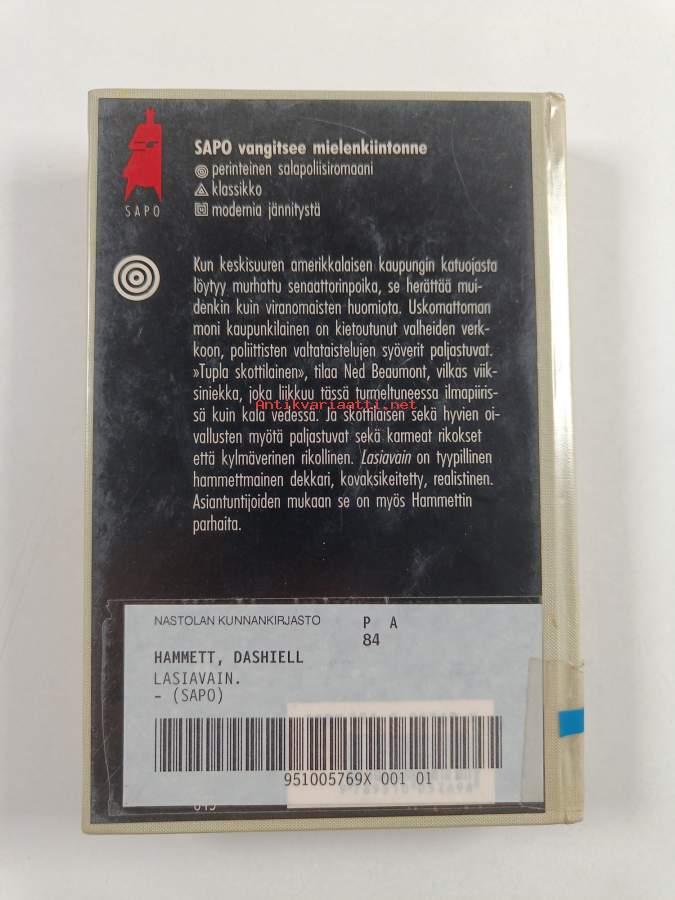 SAPO
SAPO vangitsee mielenkiintonne
perinteinen salapoliisiromaani
klassikko
modernia jännitystä
Kun keskisuuren amerikkalaisen kaupungin katuojasta
löytyy murhattu senaattorinpoika, se herättää mui-
denkin kuin viranomaisten huomiota. Uskomattoman
moni kaupunkilainen on kietoutunut valheiden verk-
koon, poliittisten valtataistelujen syöverit paljastuvat.
»Tupla skottilainen», tilaa Ned Beaumont, vilkas viik-
siniekka, joka liikkuu tässä turmeltuneessa ilmapiiris-
Antikvariaatti.net
sä kuin kala vedessä. Ja skottilaisen sekä hyvien oi-
vallusten myötä paljastuvat sekä karmeat rikokset
että kylmäverinen rikollinen. Lasiavain on tyypillinen
hammettmainen dekkari, kovaksikeitetty, realistinen.
Asiantuntijoiden mukaan se on myös Hammettin
parhaita.
NASTOLAN KUNNANKIRJASTO
P A
84
HAMMETT, DASHIELL
LASIAVAIN.
- (SAPO)
951005769X 001 01